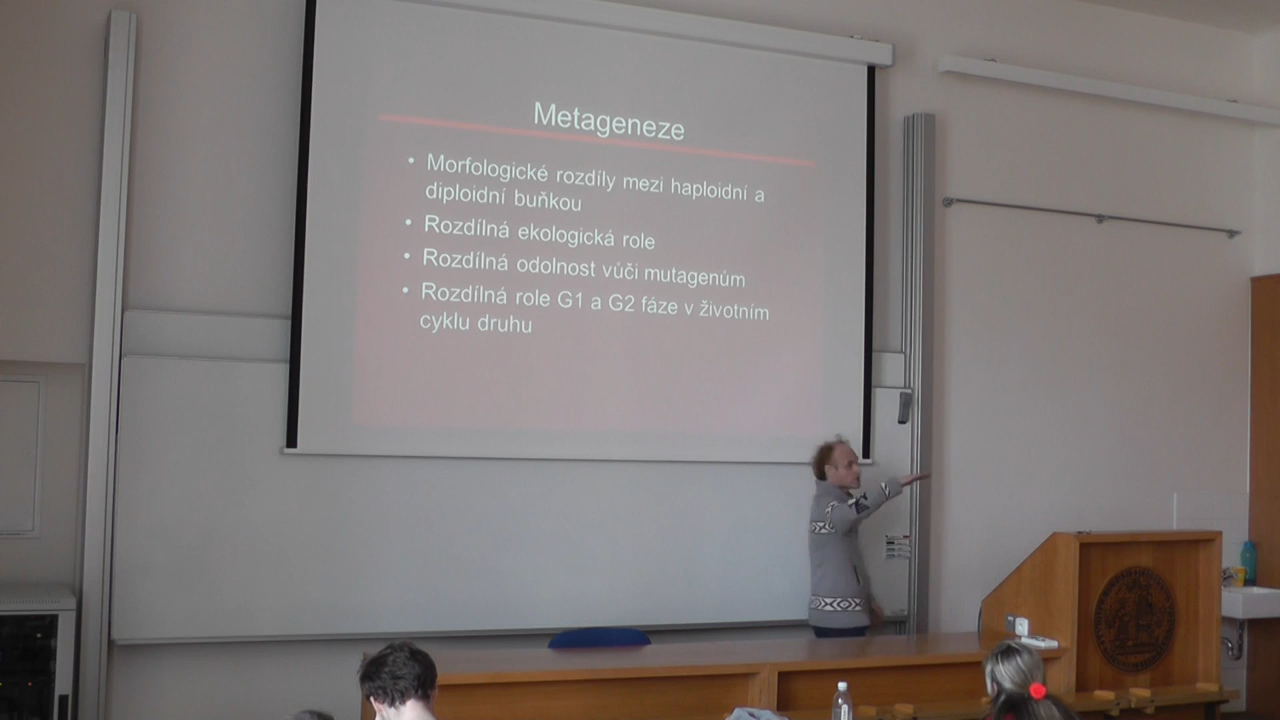 Metageneze
• Morfologické rozdíly mezi haploidní a
diploidní buňkou
• Rozdílná ekologická role
• Rozdílná odolnost vůči mutagenům
• Rozdílná role G1 a G2 fáze v životním
cyklu druhu